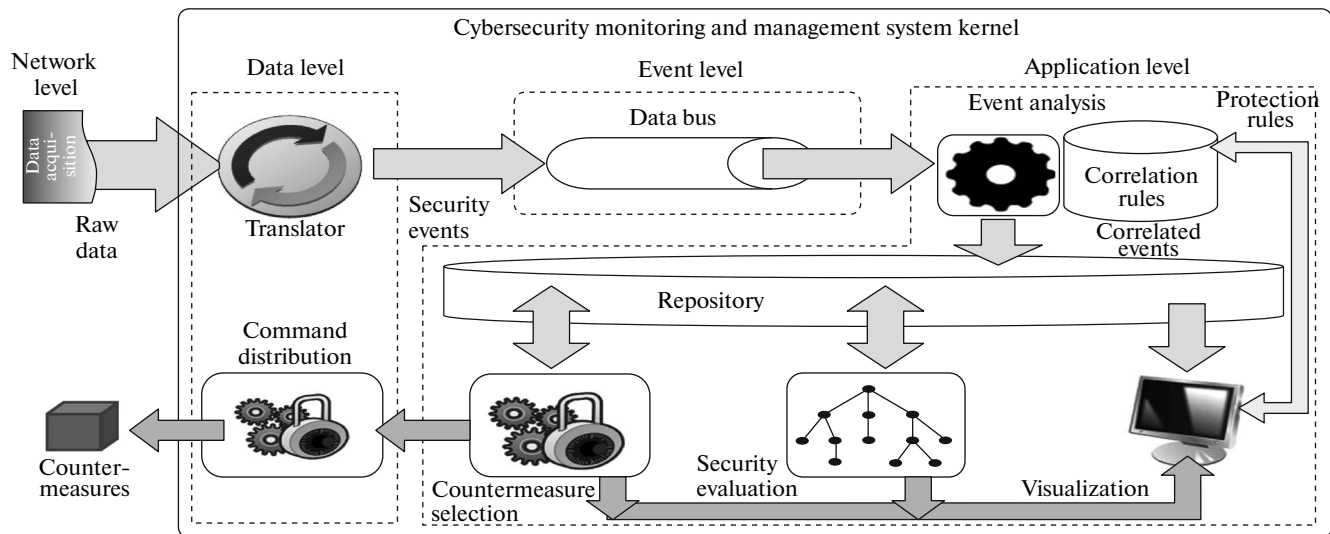 Cybersecurity monitoring and management system kernel
Network
level
Data level
Event level
Application level
Data
acqui-
sition
Raw
data
Translator
Security
events
Data bus
Event analysis
Protection
rules
Correlation
rules
Correlated
events
Repository
Command
distribution
Counter-
measures
Countermeasure
selection
Security
evaluation
Visualization